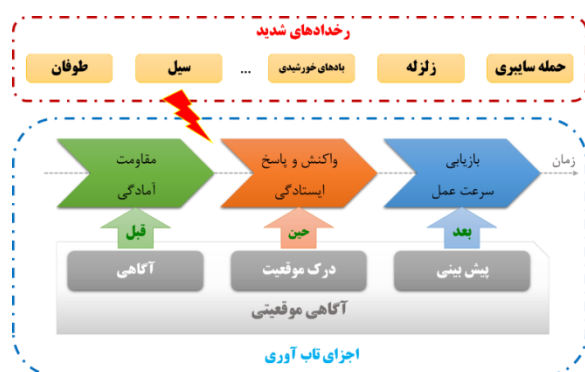 رخدادهای شدید
حمله سایبری
زلزله
بادهای خورشیدی
...
سیل
طوفان
زمان
مقاومت
آمادگی
واکنش و پاسخ
ایستادگی
بازیابی
سرعت عمل
قبل
حین
بعد
آگاهی
درک موقعیت
پیش بینی
آگاهی موقعیتی
اجزای تاب آوری